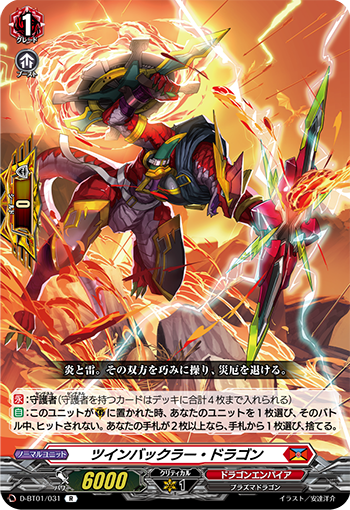 1
グレード
ブースト
シールド
0
炎と雷。その双方を巧みに操り、災厄を退ける。
永：守護者(守護者を持つカードはデッキに合計４枚まで入れられる)
自：このユニットがGに置かれた時、あなたのユニットを１枚選び、そのバトル中、ヒットされない。あなたの手札が２枚以上なら、手札から１枚選び、捨てる。
ノーマルユニット
ツインバックラー・ドラゴン
パワー
6000
クリティカル
1
ドラゴンエンパイア
プラズマドラゴン
D-BT01/031
R
イラスト／安達洋介